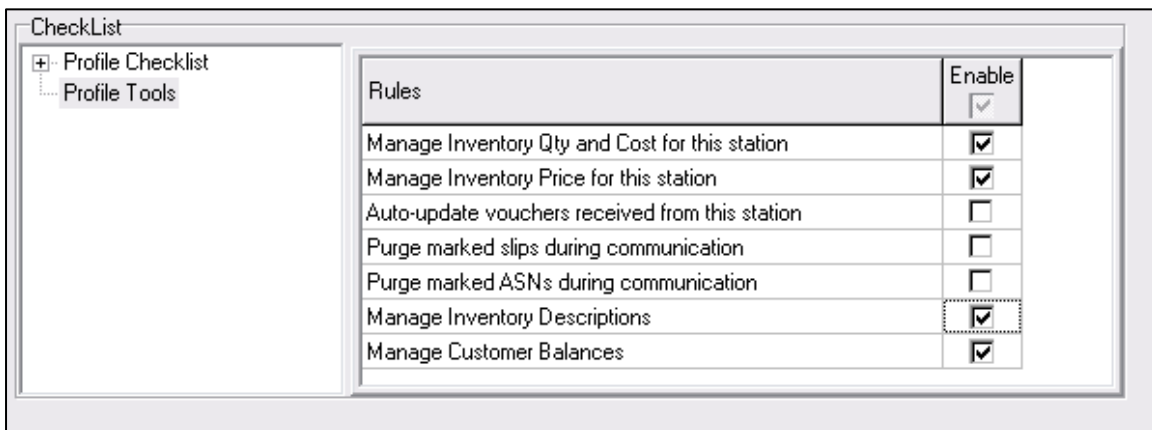 CheckList
Profile Checklist
Profile Tools
Rules
Enable
Manage Inventory Qty and Cost for this station
Manage Inventory Price for this station
Auto-update vouchers received from this station
Purge marked slips during communication
Purge marked ASNs during communication
Manage Inventory Descriptions
Manage Customer Balances